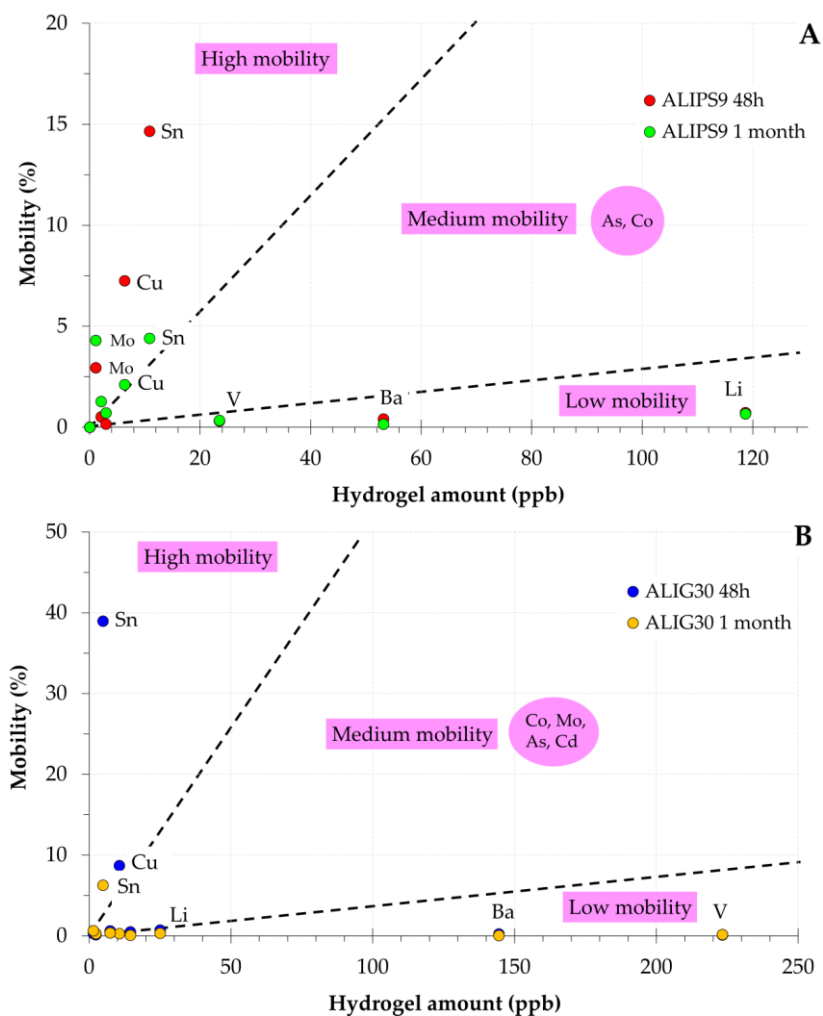 A
High mobility
ALIPS9 48h
ALIPS9 1 month
Sn
Medium mobility
As, Co
Cu
Mo
Sn
Mo
Cu
V
Ba
Low mobility
Li
20
15
10
5
0
Mobility (%)
0 20 40 60 80 100 120
Hydrogel amount (ppb)
B
High mobility
ALIG30 48h
ALIG30 1 month
Sn
Medium mobility
Co, Mo,
As, Cd
Cu
Sn
Li
Ba
Low mobility
V
50
40
30
20
10
0
Mobility (%)
0 50 100 150 200 250
Hydrogel amount (ppb)